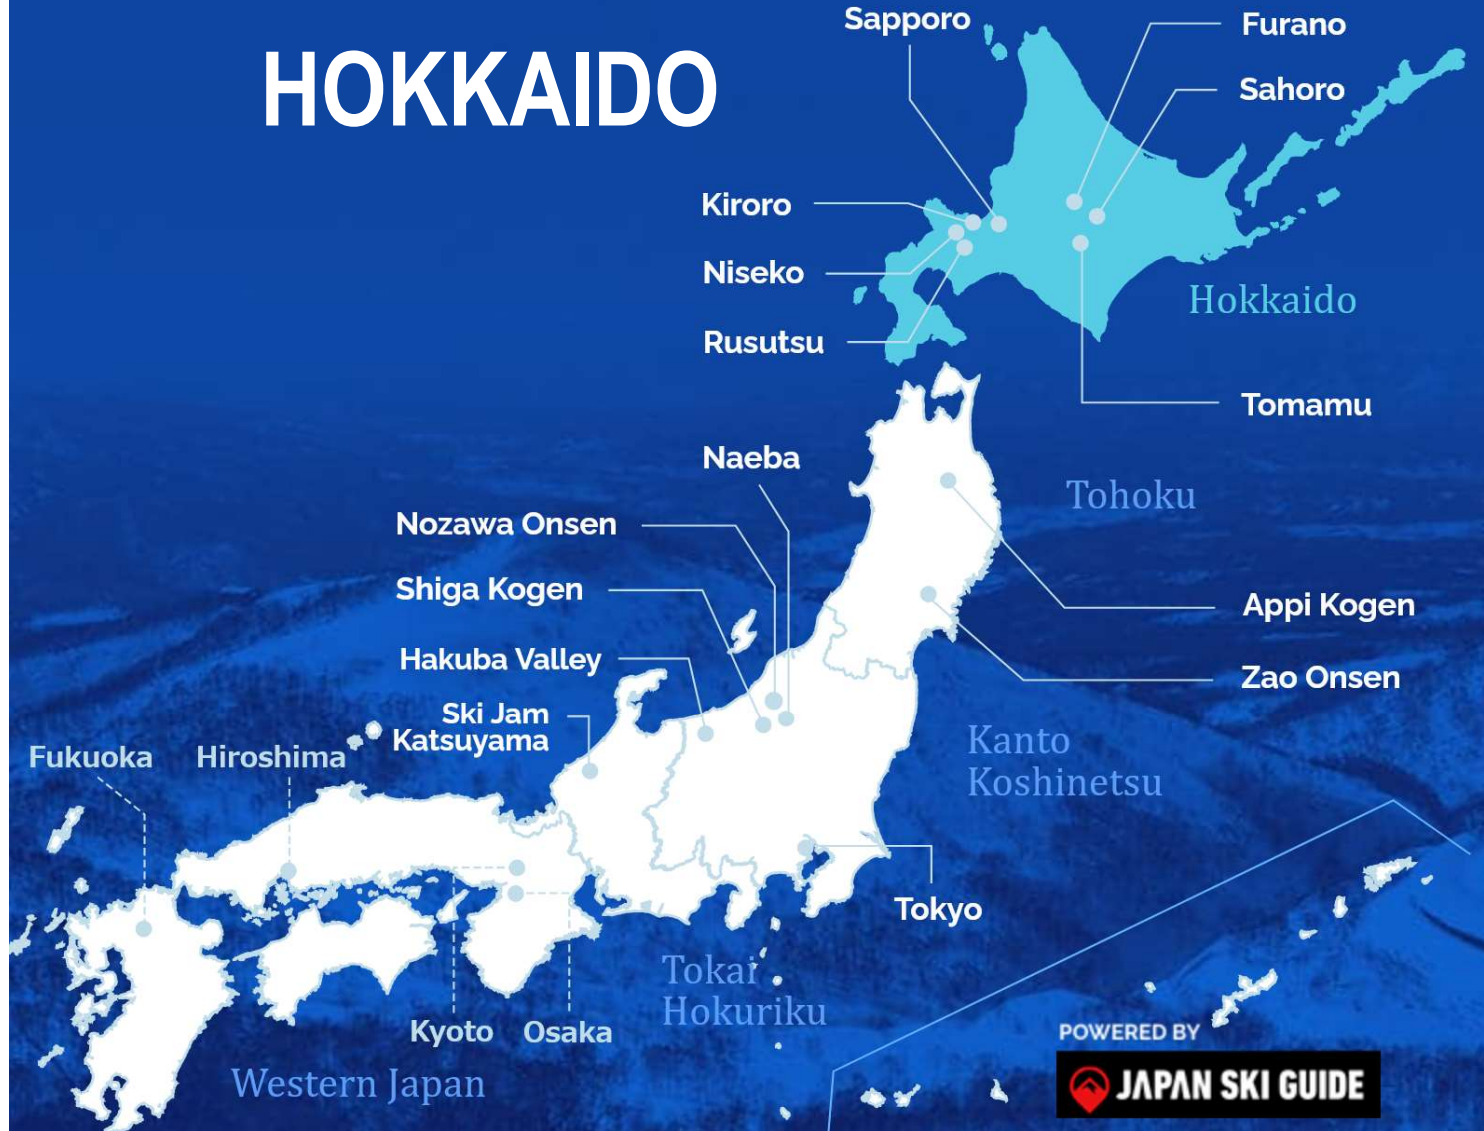 HOKKAIDO
Sapporo
Furano
Sahoro
Kiroro
Niseko
Hokkaido
Rusutsu
Tomamu
Naeba
Tohoku
Nozawa Onsen
Shiga Kogen
Appi Kogen
Hakuba Valley
Zao Onsen
Ski Jam
Katsuyama
Kanto
Koshinetsu
Fukuoka
Hiroshima
Tokyo
Tokai
Hokuriku
Kyoto
Osaka
Western Japan
POWERED BY
JAPAN SKI GUIDE